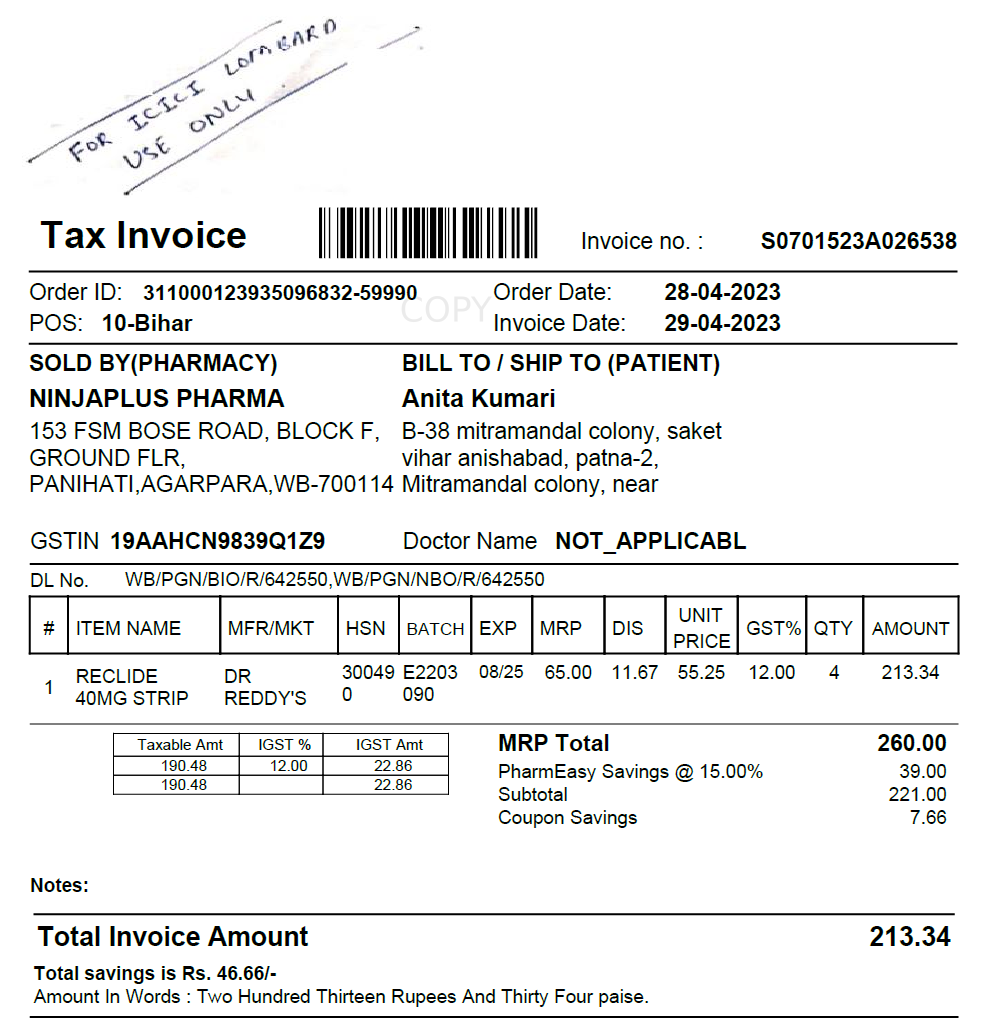 FOR ICICI LOMBARD
USE ONLY
Tax Invoice
Invoice no. : S0701523A026538
Order ID: 311000123935096832-59990
COPY
Order Date: 28-04-2023
POS: 10-Bihar
Invoice Date: 29-04-2023
SOLD BY(PHARMACY)
NINJAPLUS PHARMA
153 FSM BOSE ROAD, BLOCK F,
GROUND FLR,
PANIHATI,AGARPARA,WB-700114
BILL TO / SHIP TO (PATIENT)
Anita Kumari
B-38 mitramandal colony, saket
vihar anishabad, patna-2,
Mitramandal colony, near
GSTIN 19AAHCN9839Q1Z9
Doctor Name NOT_APPLICABL
DL No. WB/PGN/BIO/R/642550,WB/PGN/NBO/R/642550
# ITEM NAME MFR/MKT HSN BATCH EXP MRP DIS UNIT PRICE GST% QTY AMOUNT
1 RECLIDE DR 30049 E2203 08/25 65.00 11.67 55.25 12.00 4 213.34
40MG STRIP REDDY'S 0 090
Taxable Amt IGST % IGST Amt
190.48 12.00 22.86
190.48 22.86
MRP Total 260.00
PharmEasy Savings @ 15.00% 39.00
Subtotal 221.00
Coupon Savings 7.66
Notes:
Total Invoice Amount 213.34
Total savings is Rs. 46.66/-
Amount In Words : Two Hundred Thirteen Rupees And Thirty Four paise.